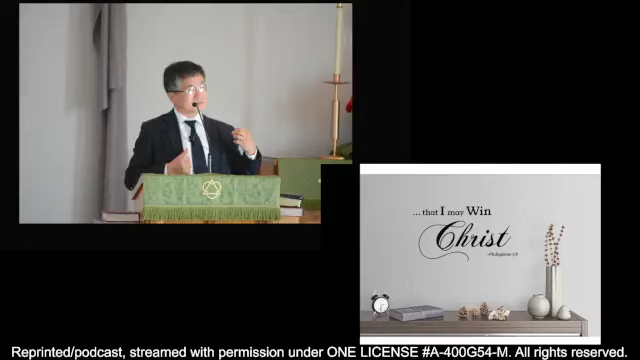 ...that I may Win
Christ
~Philippians 3:8
Reprinted/podcast, streamed with permission under ONE LICENSE #A-400G54-M. All rights reserved.